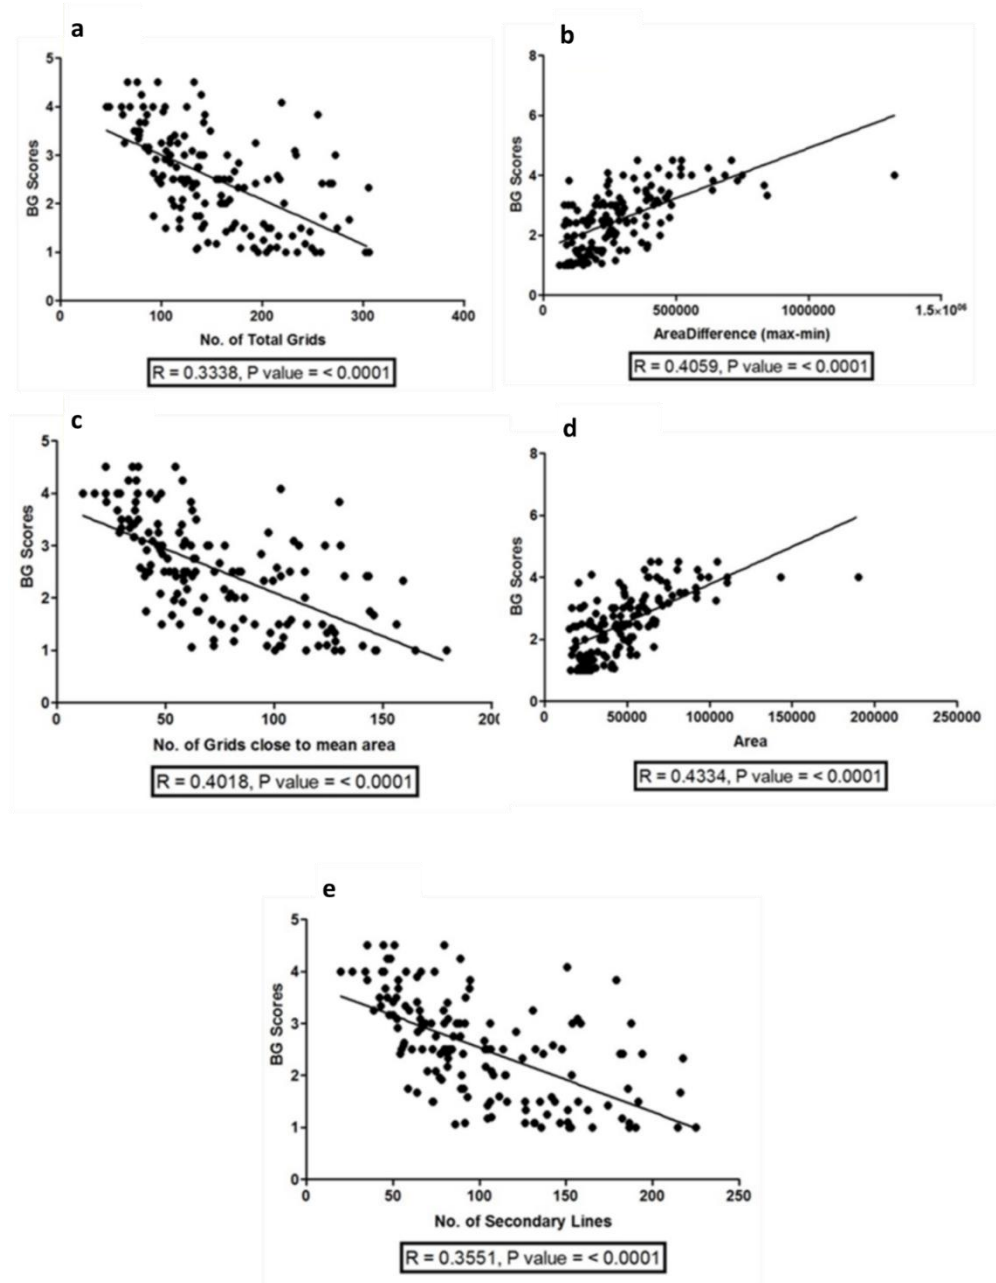 a
5
4
3
2
1
0
BG Scores
0 100 200 300 400
No. of Total Grids
R = 0.3338, P value = < 0.0001
b
8
6
4
2
0
BG Scores
0 500000 1000000 1.5×10⁰⁶
AreaDifference (max-min)
R = 0.4059, P value = < 0.0001
c
5
4
3
2
1
0
BG Scores
0 50 100 150 20
No. of Grids close to mean area
R = 0.4018, P value = < 0.0001
d
8
6
4
2
0
BG Scores
0 50000 100000 150000 200000 250000
Area
R = 0.4334, P value = < 0.0001
e
5
4
3
2
1
0
BG Scores
0 50 100 150 200 250
No. of Secondary Lines
R = 0.3551, P value = < 0.0001